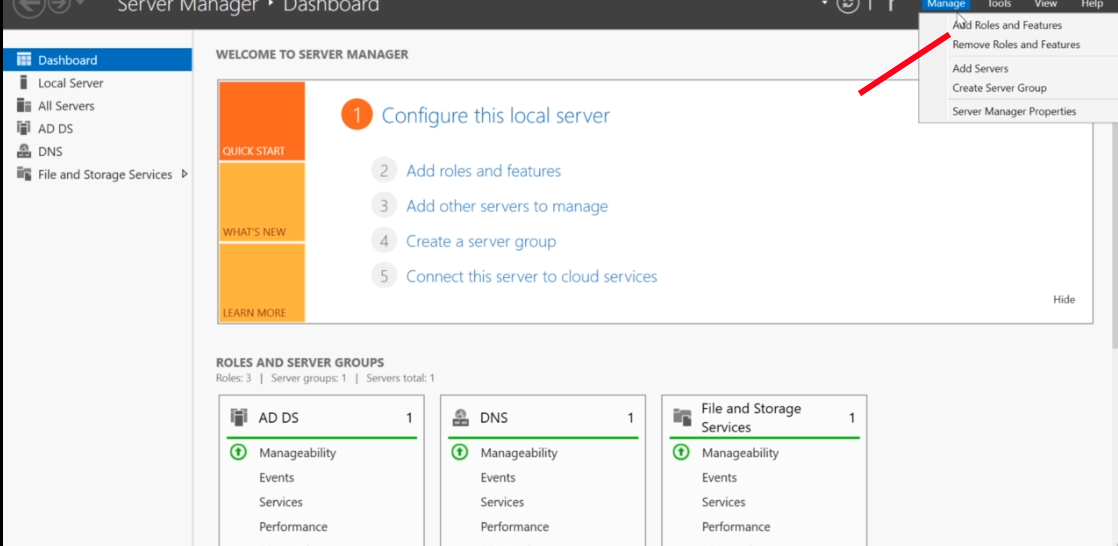 Server Manager • Dashboard
Manage Tools View Help
Add Roles and Features
Remove Roles and Features
Add Servers
Create Server Group
Server Manager Properties
Dashboard
Local Server
All Servers
AD DS
DNS
File and Storage Services
WELCOME TO SERVER MANAGER
QUICK START
WHAT'S NEW
LEARN MORE
1 Configure this local server
2 Add roles and features
3 Add other servers to manage
4 Create a server group
5 Connect this server to cloud services
Hide
ROLES AND SERVER GROUPS
Roles: 3 | Server groups: 1 | Servers total: 1
AD DS 1
Manageability
Events
Services
Performance
DNS 1
Manageability
Events
Services
Performance
File and Storage
Services 1
Manageability
Events
Services
Performance